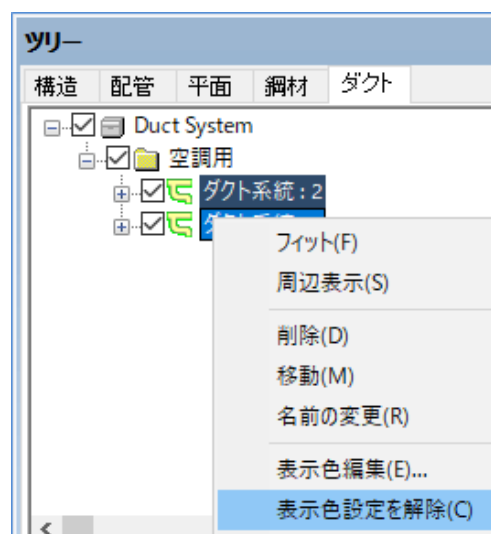 ツリー
構造 配管 平面 鋼材 ダクト
Duct System
空調用
ダクト系統 : 2
フィット(F)
周辺表示(S)
削除(D)
移動(M)
名前の変更(R)
表示色編集(E)...
表示色設定を解除(C)